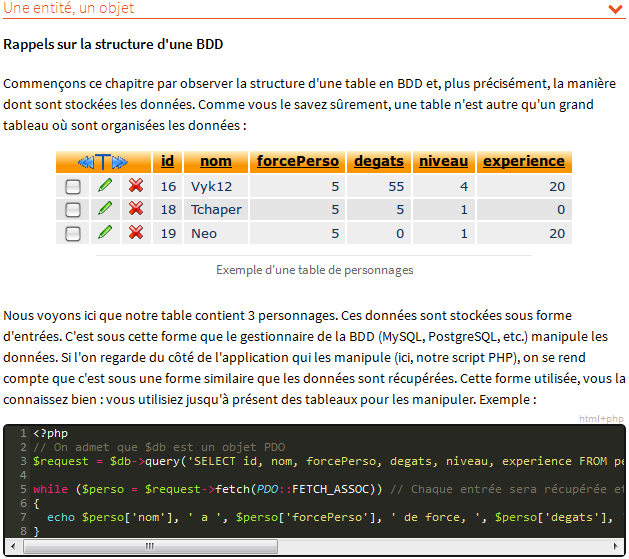 Une entité, un objet
Rappels sur la structure d'une BDD
Commençons ce chapitre par observer la structure d'une table en BDD et, plus précisément, la manière
dont sont stockées les données. Comme vous le savez sûrement, une table n'est autre qu'un grand
tableau où sont organisées les données :
T id nom forcePerso degats niveau experience
16 Vyk12 5 55 4 20
18 Tchaper 5 5 1 0
19 Neo 5 0 1 20
Exemple d'une table de personnages
Nous voyons ici que notre table contient 3 personnages. Ces données sont stockées sous forme
d'entrées. C'est sous cette forme que le gestionnaire de la BDD (MySQL, PostgreSQL, etc.) manipule les
données. Si l'on regarde du côté de l'application qui les manipule (ici, notre script PHP), on se rend
compte que c'est sous une forme similaire que les données sont récupérées. Cette forme utilisée, vous la
connaissez bien : vous utilisiez jusqu'à présent des tableaux pour les manipuler. Exemple :
html+php
1 <?php
2 // On admet que $db est un objet PDO
3 $request = $db->query('SELECT id, nom, forcePerso, degats, niveau, experience FROM pe
4
5 while ($perso = $request->fetch(PDO::FETCH_ASSOC)) // Chaque entrée sera récupérée et
6 {
7 echo $perso['nom'], ' a ', $perso['forcePerso'], ' de force, ', $perso['degats'], '
8 }